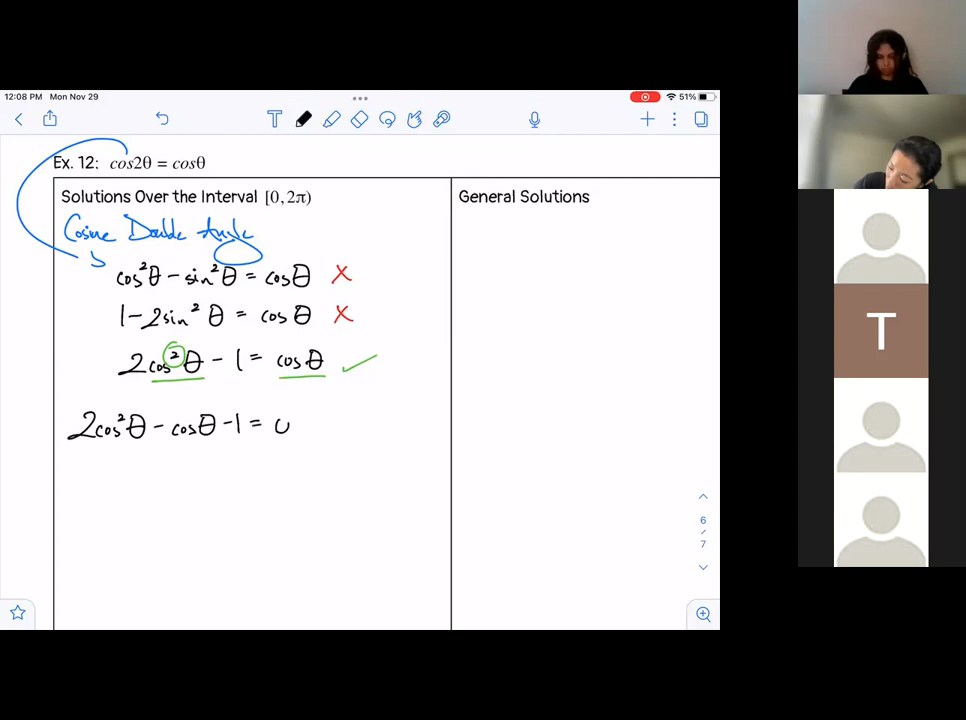 12:08 PM Mon Nov 29
51%
Ex. 12: cos2θ = cosθ
Solutions Over the Interval [0, 2π)
General Solutions
Cosine Double Angle
cos²θ - sin²θ = cosθ X
1 - 2sin²θ = cosθ X
2cos²θ - 1 = cosθ ✓
2cos²θ - cosθ - 1 = 0
6
/
7
T
T